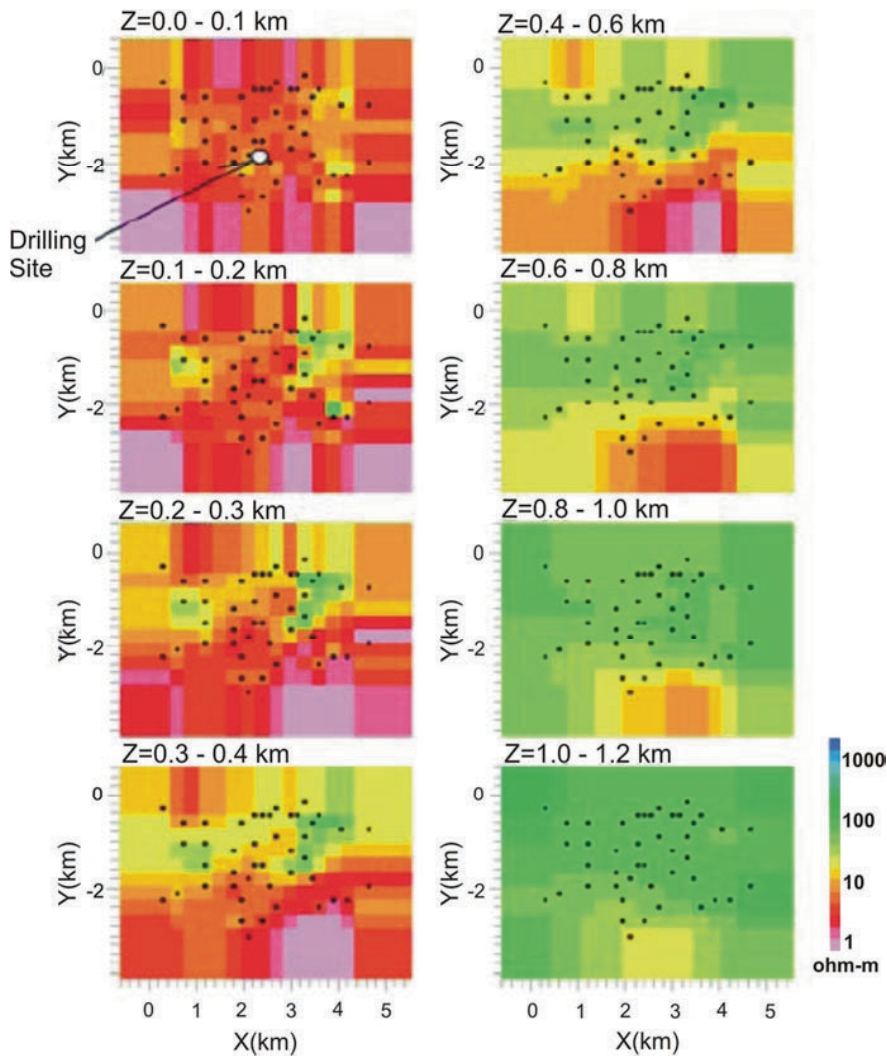 Z=0.0 - 0.1 km
Z=0.4 - 0.6 km
0
-2
Y(km)
0
-2
Y(km)
Drilling
Site
Z=0.1 - 0.2 km
Z=0.6 - 0.8 km
0
-2
Y(km)
0
-2
Y(km)
Z=0.2 - 0.3 km
Z=0.8 - 1.0 km
0
-2
Y(km)
0
-2
Y(km)
Z=0.3 - 0.4 km
Z=1.0 - 1.2 km
0
-2
Y(km)
0
-2
Y(km)
1000
100
10
1
ohm-m
0 1 2 3 4 5
X(km)
0 1 2 3 4 5
X(km)